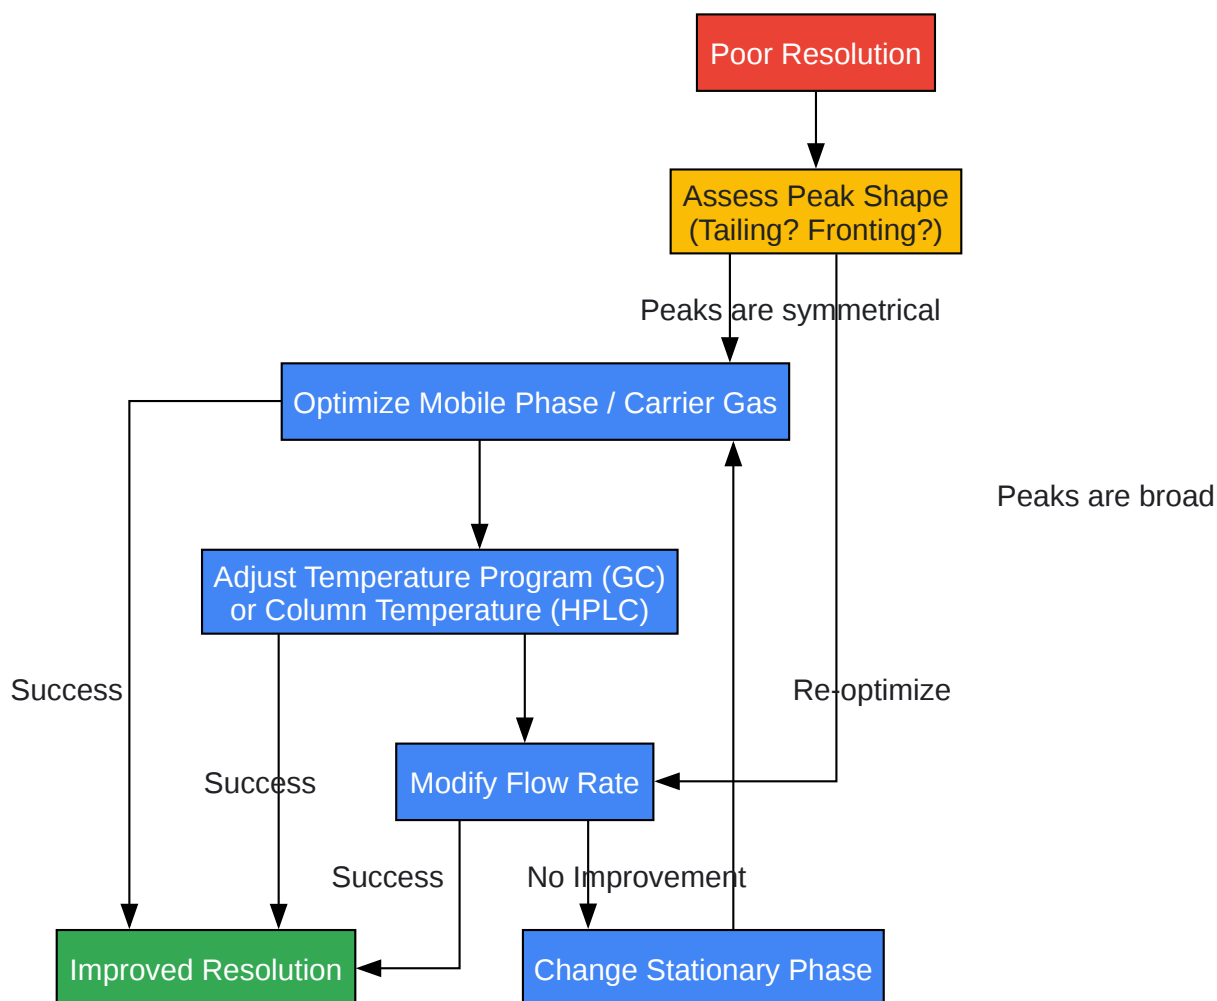 Poor Resolution
Assess Peak Shape
(Tailing? Fronting?)
Peaks are symmetrical
Optimize Mobile Phase / Carrier Gas
Peaks are broad
Adjust Temperature Program (GC)
or Column Temperature (HPLC)
Success
Re-optimize
Success
Modify Flow Rate
Success
No Improvement
Improved Resolution
Change Stationary Phase